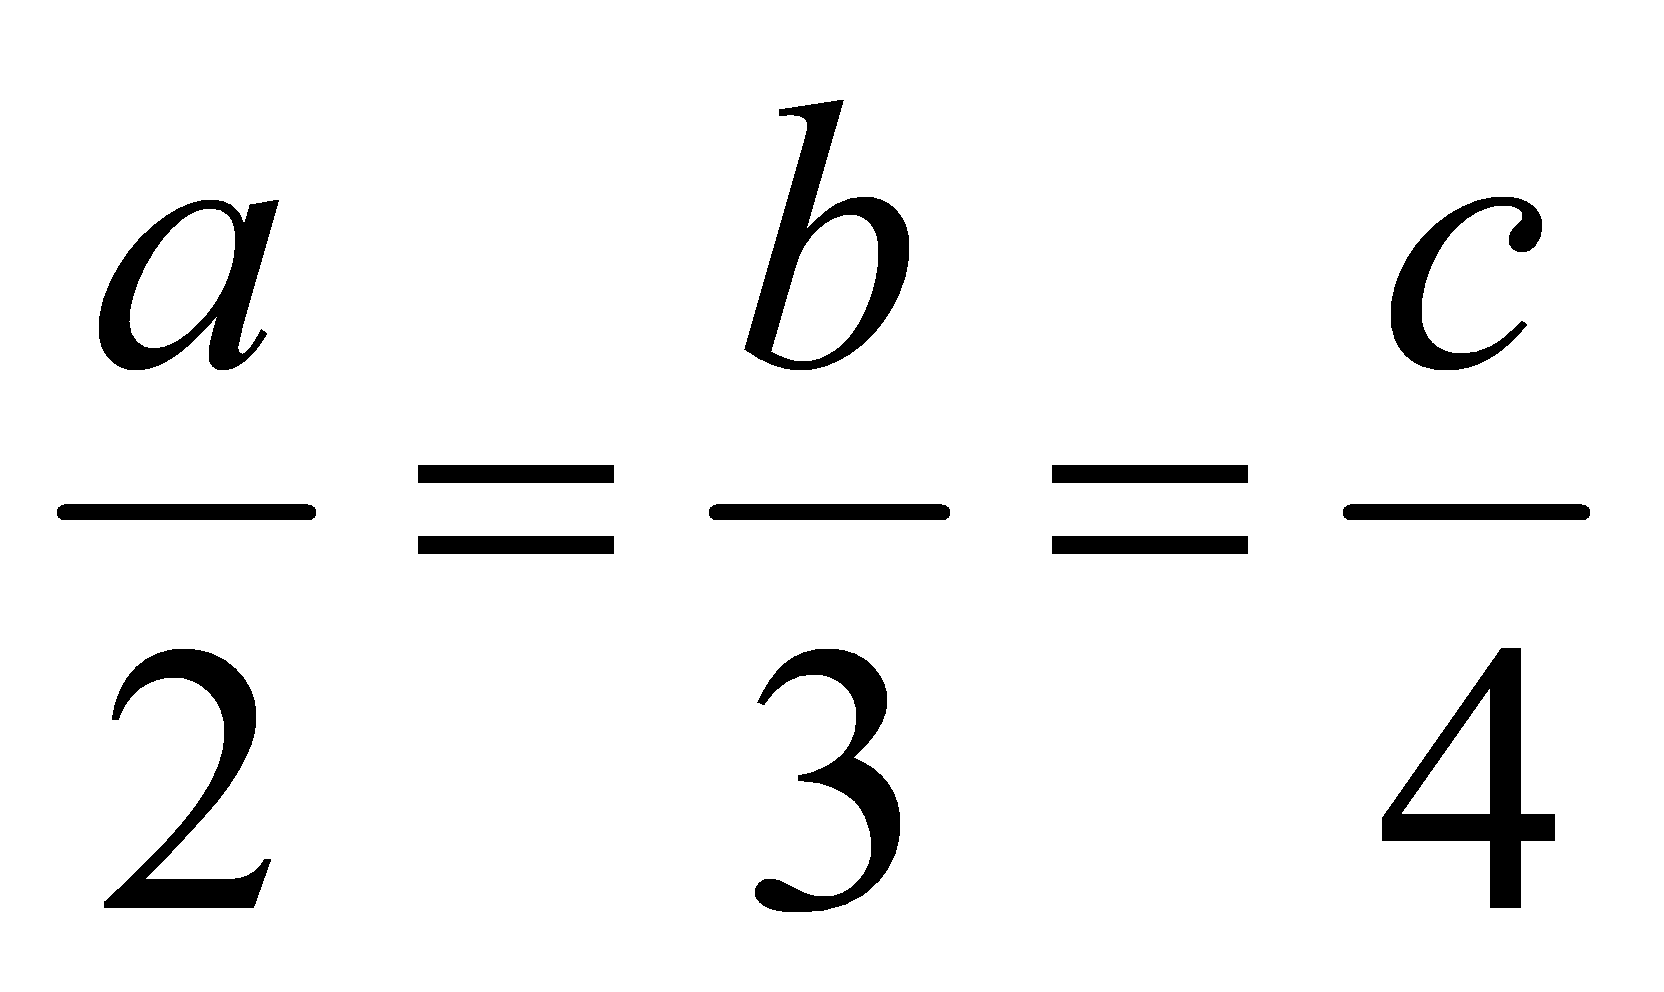 a/2 = b/3 = c/4